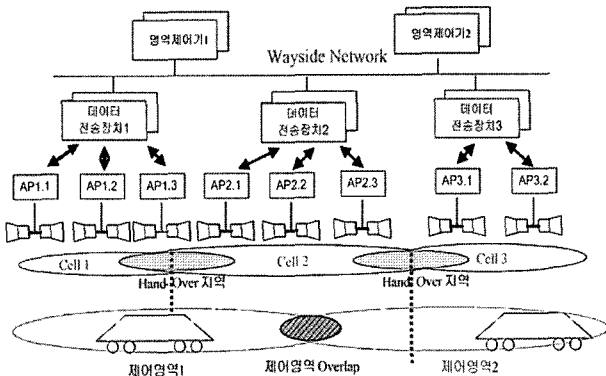 영역제어기1
영역제어기2
Wayside Network
데이터
전송장치1
데이터
전송장치2
데이터
전송장치3
AP1.1
AP1.2
AP1.3
AP2.1
AP2.2
AP2.3
AP3.1
AP3.2
Cell 1
Cell 2
Cell 3
Hand-Over 지역
Hand-Over 지역
제어영역1
제어영역 Overlap
제어영역2